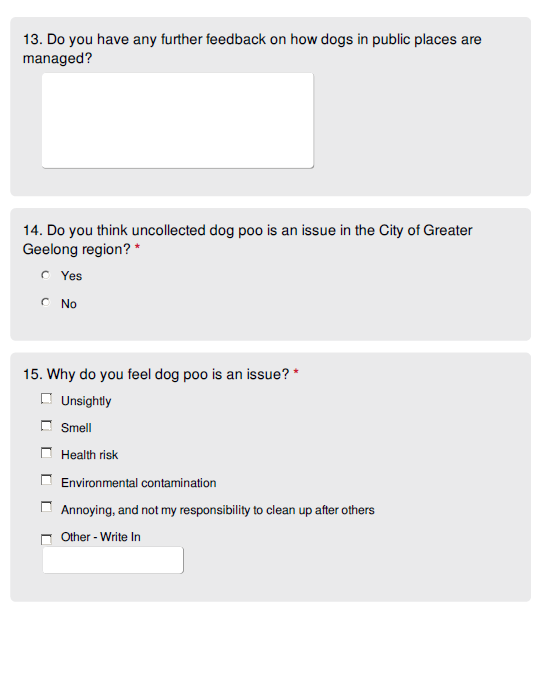 13. Do you have any further feedback on how dogs in public places are
managed?
14. Do you think uncollected dog poo is an issue in the City of Greater
Geelong region? *
Yes
No
15. Why do you feel dog poo is an issue? *
Unsightly
Smell
Health risk
Environmental contamination
Annoying, and not my responsibility to clean up after others
Other - Write In